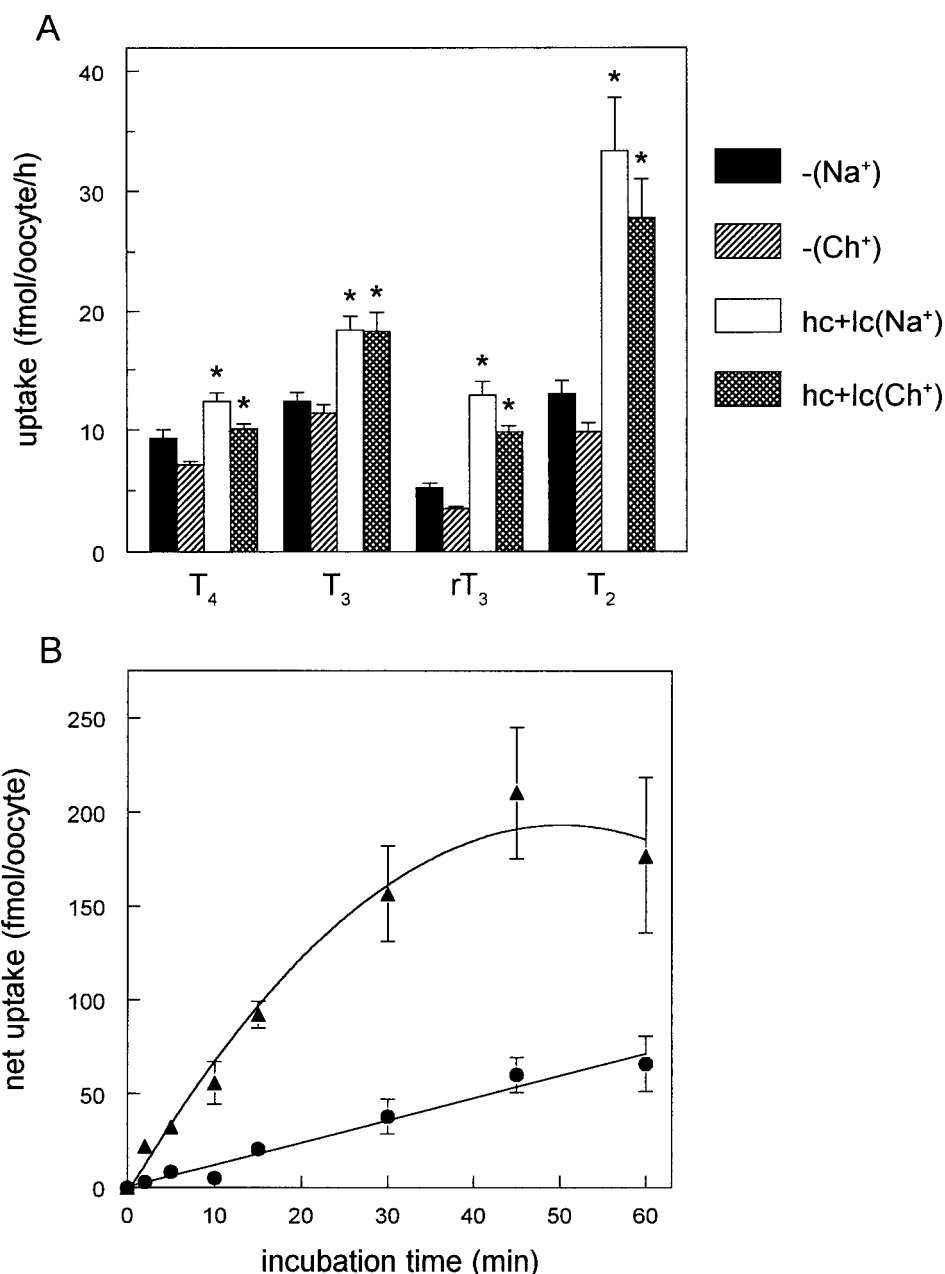 A
uptake (fmol/oocyte/h)
40
30
20
10
0
* * * * * * * *
T₄ T₃ rT₃ T₂
-(Na⁺)
-(Ch⁺)
hc+lc(Na⁺)
hc+lc(Ch⁺)
B
net uptake (fmol/oocyte)
250
200
150
100
50
0
0 10 20 30 40 50 60
incubation time (min)